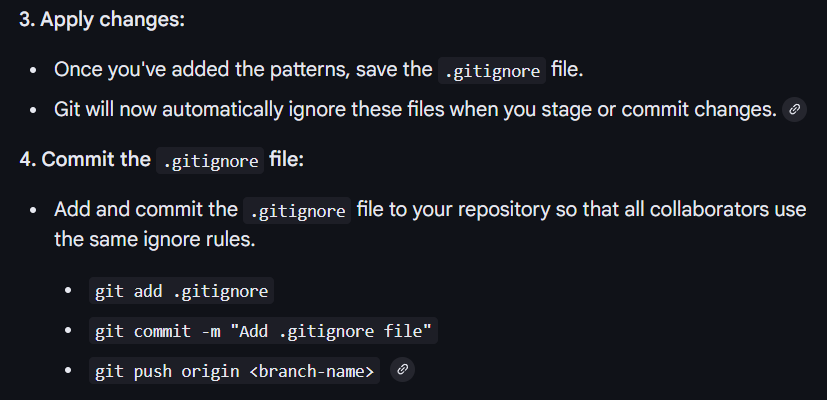 3. Apply changes:
• Once you've added the patterns, save the .gitignore file.
• Git will now automatically ignore these files when you stage or commit changes.
4. Commit the .gitignore file:
• Add and commit the .gitignore file to your repository so that all collaborators use
the same ignore rules.
• git add .gitignore
• git commit -m "Add .gitignore file"
• git push origin <branch-name>